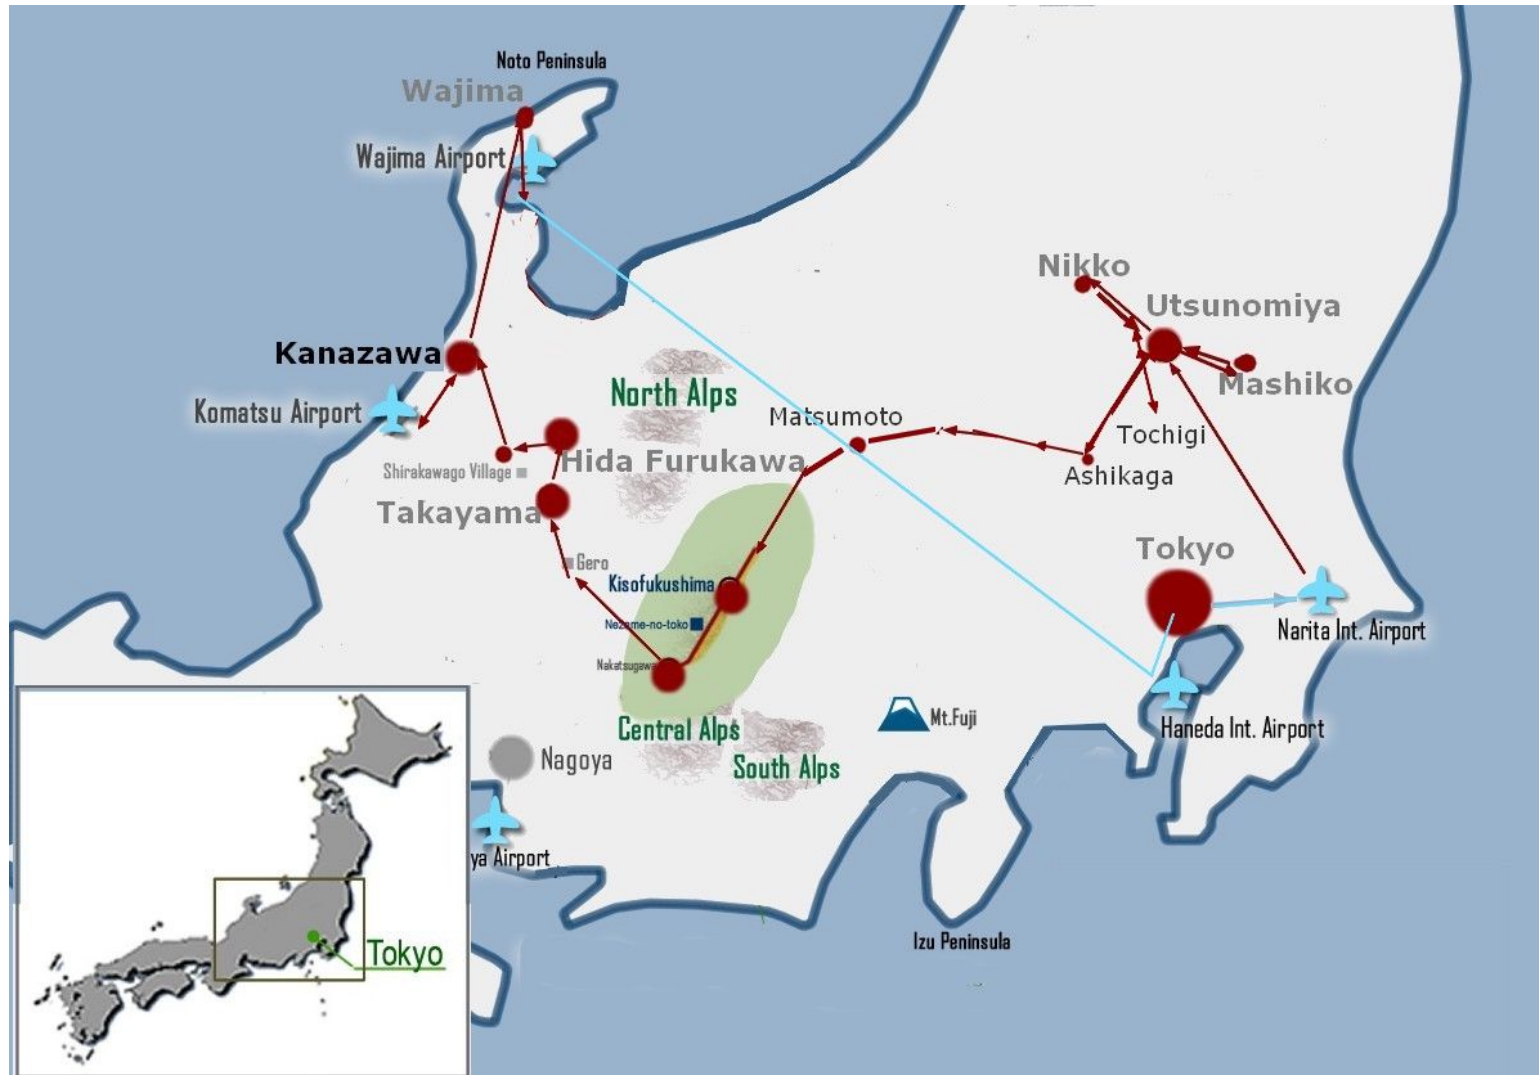 Noto Peninsula
Wajima
Wajima Airport
Nikko
Utsunomiya
Kanazawa
Mashiko
North Alps
Komatsu Airport
Matsumoto
Tochigi
Hida Furukawa
Shirakawago Village
Ashikaga
Takayama
Tokyo
Gero
Kisofukushima
Nezame-no-toko
Narita Int. Airport
Nakatsugawa
Central Alps
Mt.Fuji
Haneda Int. Airport
Nagoya
South Alps
ya Airport
Izu Peninsula
Tokyo